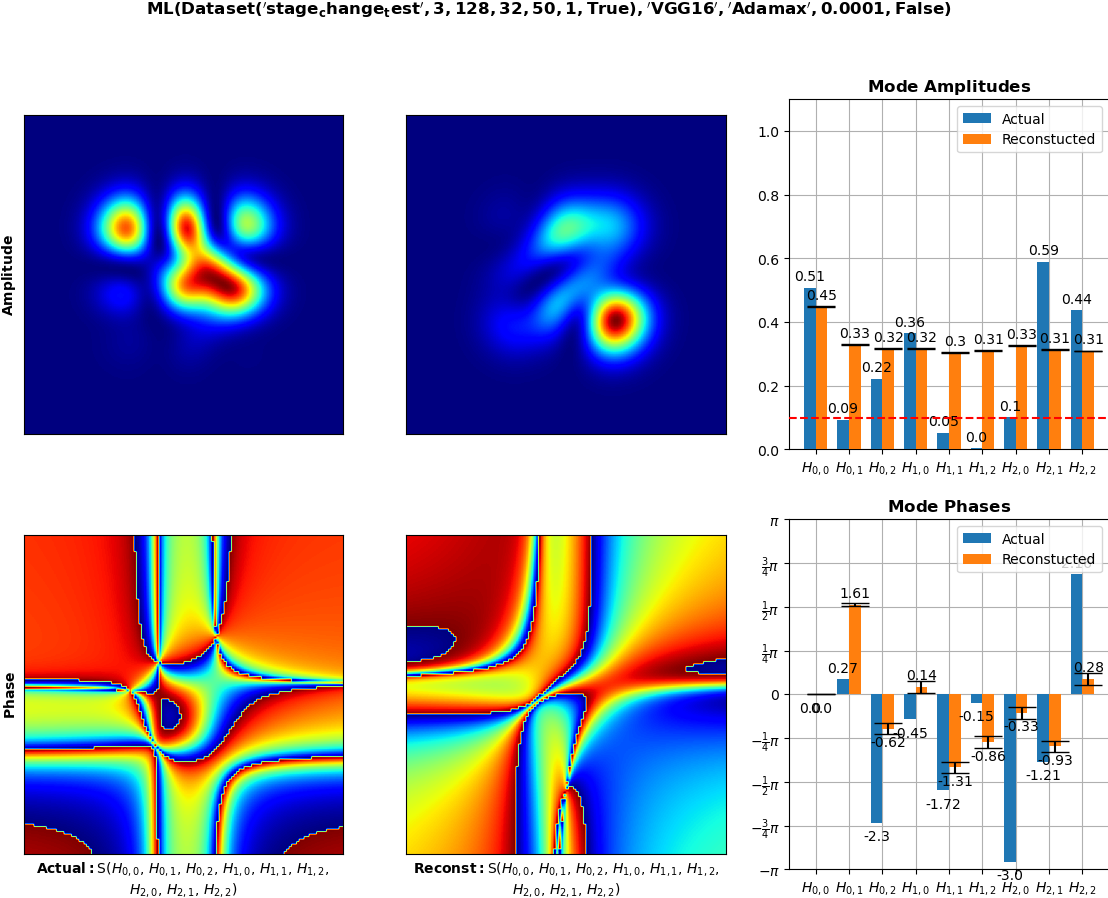 ML(Dataset('stage_change_test', 3, 128, 32, 50, 1, True), 'VGG16', 'Adamax', 0.0001, False)
Amplitude
Mode Amplitudes
Actual
Reconstucted
1.0
0.8
0.6
0.4
0.2
0.0
0.51
0.45
0.09
0.33
0.22
0.32
0.36
0.32
0.05
0.3
0.0
0.31
0.1
0.33
0.59
0.31
0.44
0.31
H0,0 H0,1 H0,2 H1,0 H1,1 H1,2 H2,0 H2,1 H2,2
Phase
Actual: S(H0,0, H0,1, H0,2, H1,0, H1,1, H1,2,
H2,0, H2,1, H2,2)
Reconst: S(H0,0, H0,1, H0,2, H1,0, H1,1, H1,2,
H2,0, H2,1, H2,2)
Mode Phases
Actual
Reconstucted
π
3/4π
1/2π
1/4π
0
−1/4π
−1/2π
−3/4π
−π
0.0
0.0
0.27
1.61
-2.3
-0.62
-0.45
0.14
-1.72
-1.31
-0.15
-0.86
-3.0
-0.33
-1.21
-0.93
0.28
H0,0 H0,1 H0,2 H1,0 H1,1 H1,2 H2,0 H2,1 H2,2